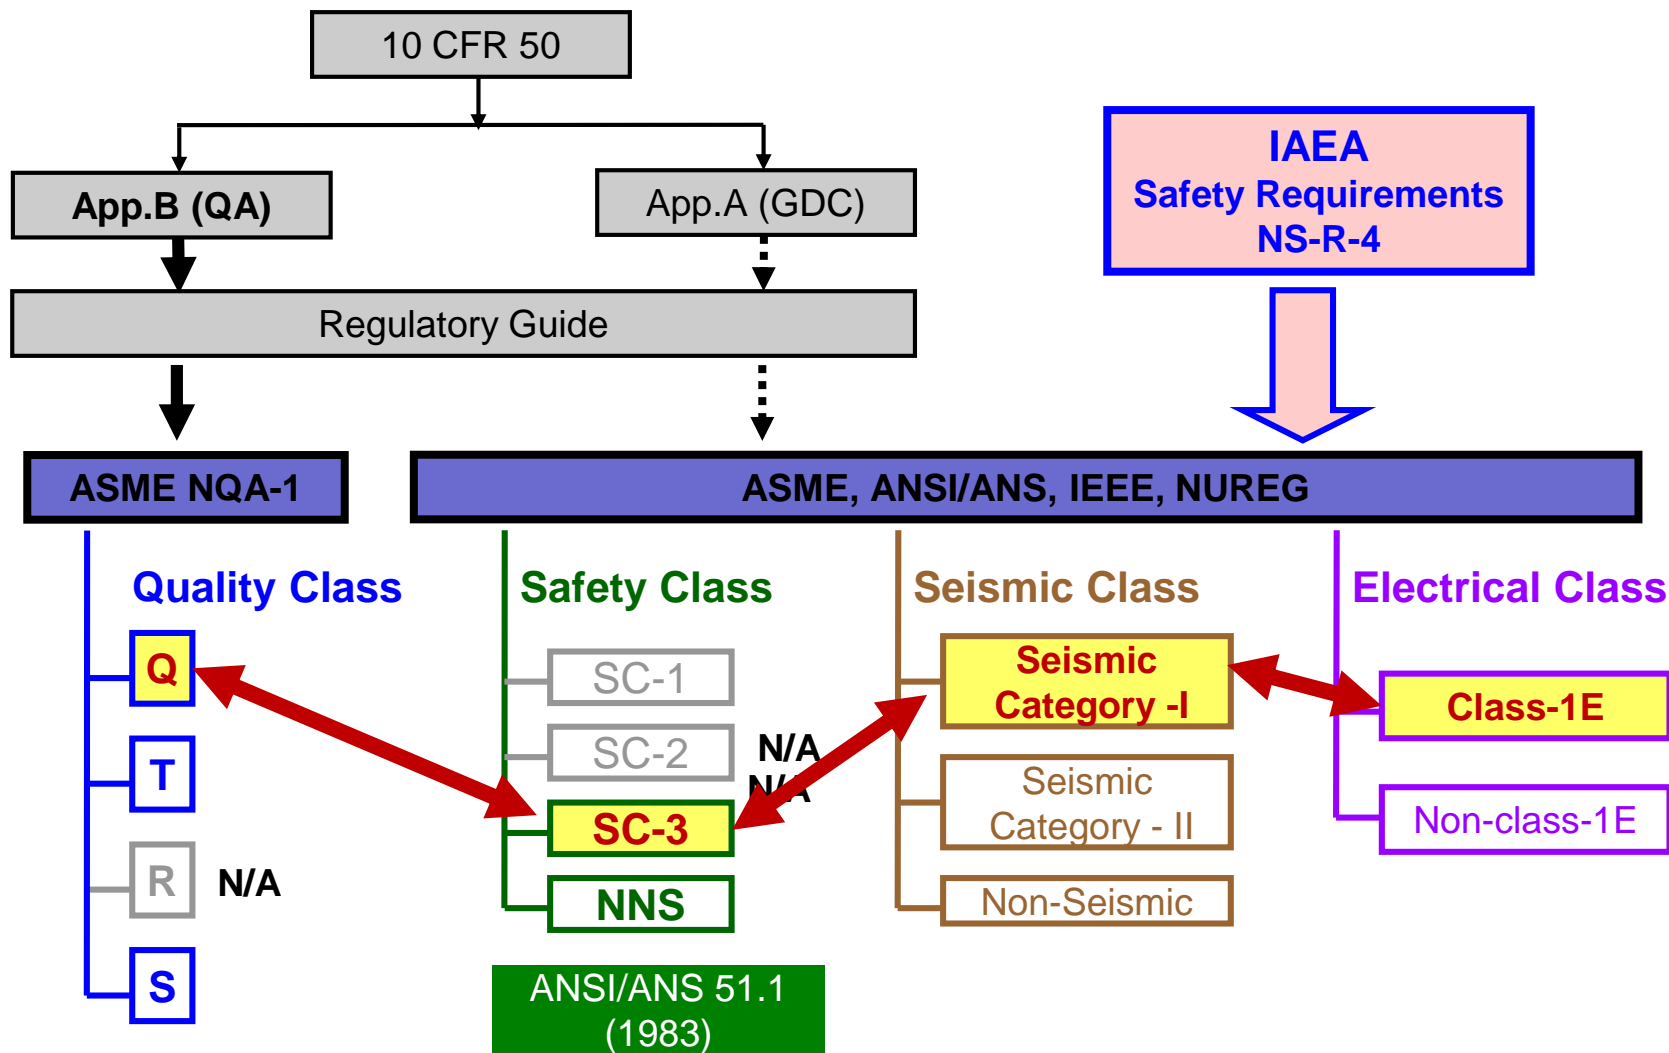 10 CFR 50
IAEA
Safety Requirements
NS-R-4
App.B (QA)
App.A (GDC)
Regulatory Guide
ASME NQA-1
ASME, ANSI/ANS, IEEE, NUREG
Quality Class
Safety Class
Seismic Class
Electrical Class
Q
T
R
N/A
S
SC-1
SC-2
N/A
N/A
SC-3
NNS
ANSI/ANS 51.1
(1983)
Seismic
Category -I
Seismic
Category - II
Non-Seismic
Class-1E
Non-class-1E